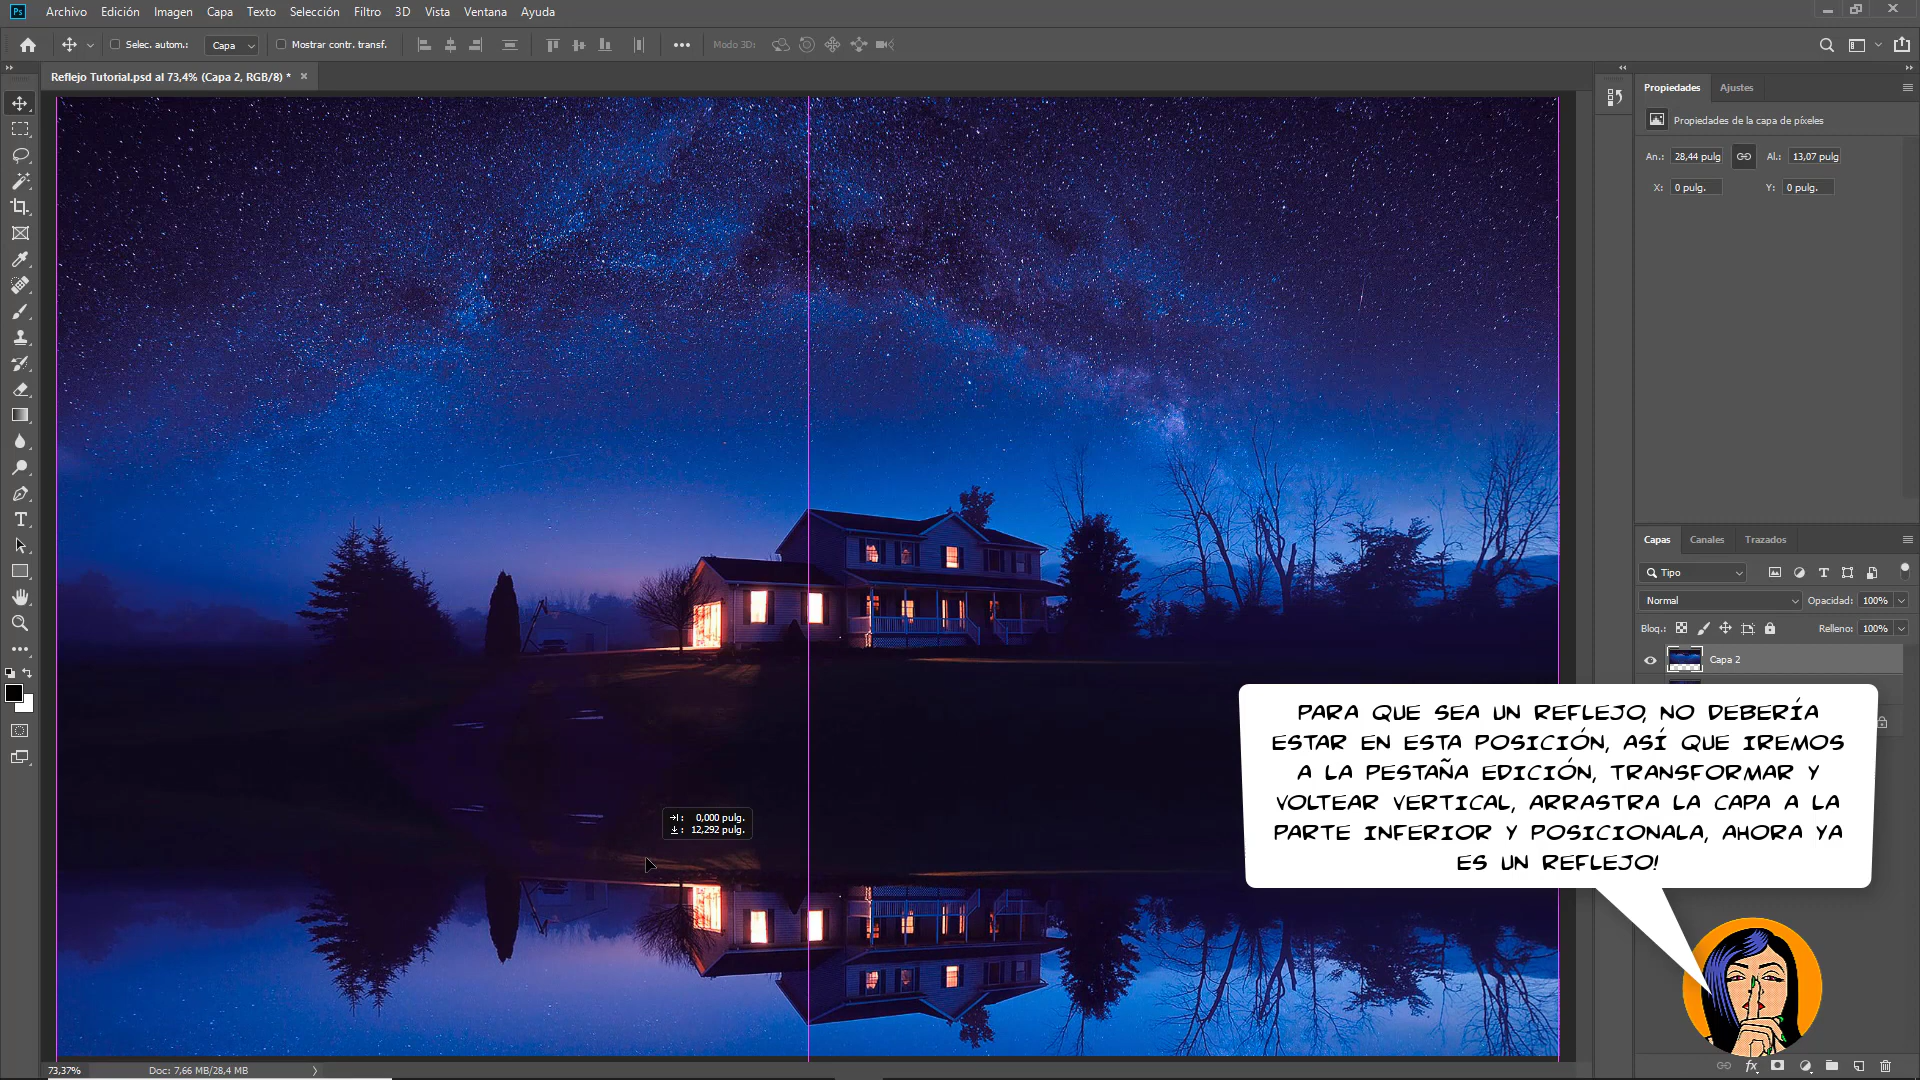 Ps Archivo Edición Imagen Capa Texto Selección Filtro 3D Vista Ventana Ayuda
Selec. autom.: Capa Mostrar contr. transf. Modo 3D:
Reflejo Tutorial.psd al 73,4% (Capa 2, RGB/8) *
Propiedades Ajustes
Propiedades de la capa de píxeles
An.: 28,44 pulg Al.: 13,07 pulg
X: 0 pulg. Y: 0 pulg.
Capas Canales Trazados
Tipo
Normal Opacidad: 100%
Bloq.: Relleno: 100%
Capa 2
PARA QUE SEA UN REFLEJO, NO DEBERÍA
ESTAR EN ESTA POSICIÓN, ASÍ QUE IREMOS
A LA PESTAÑA EDICIÓN, TRANSFORMAR Y
VOLTEAR VERTICAL, ARRASTRA LA CAPA A LA
PARTE INFERIOR Y POSICIONALA, AHORA YA
ES UN REFLEJO!
: 0,000 pulg.
: 12,292 pulg.
73,37% Doc: 7,66 MB/28,4 MB